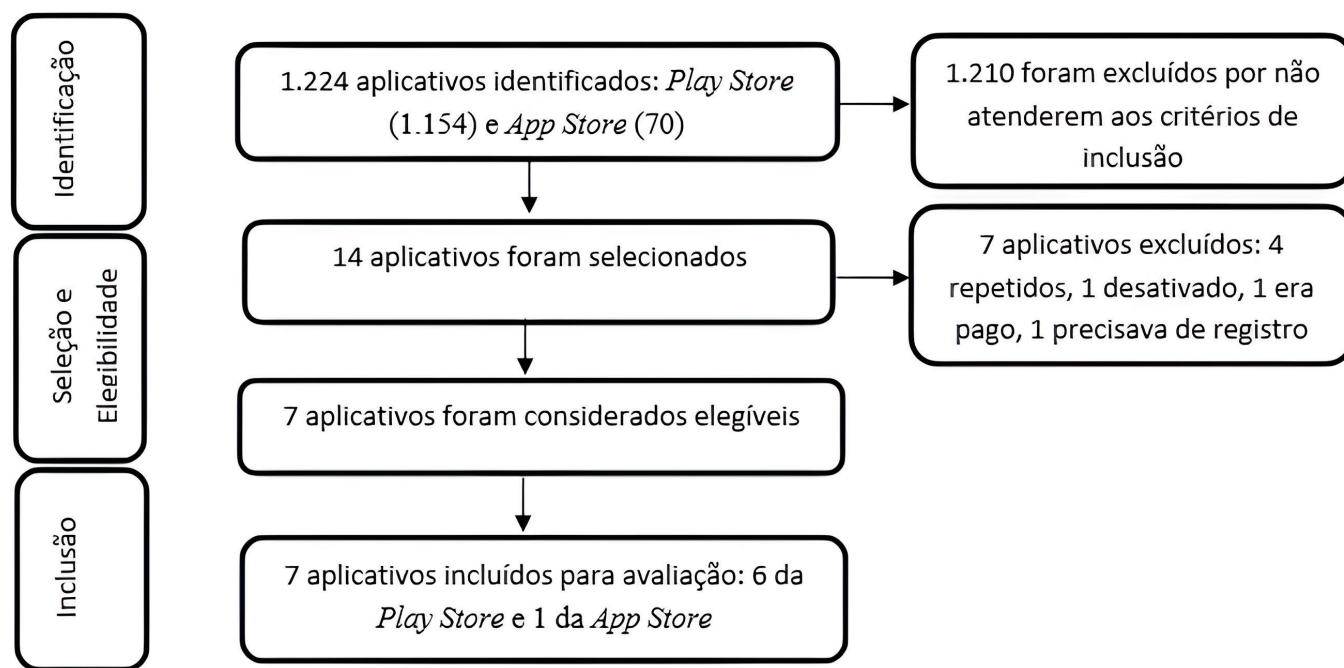 Identificação
1.224 aplicativos identificados: Play Store
(1.154) e App Store (70)
1.210 foram excluídos por não
atenderem aos critérios de
inclusão
Seleção e
Elegibilidade
14 aplicativos foram selecionados
7 aplicativos excluídos: 4
repetidos, 1 desativado, 1 era
pago, 1 precisava de registro
7 aplicativos foram considerados elegíveis
Inclusão
7 aplicativos incluídos para avaliação: 6 da
Play Store e 1 da App Store